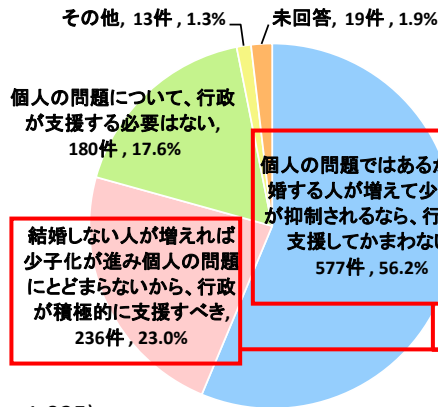 その他, 13件 , 1.3%
未回答, 19件 , 1.9%
個人の問題について、行政
が支援する必要はない,
180件 , 17.6%
個人の問題ではあるが
婚する人が増えて少
が抑制されるなら、行
支援してかまわない
577件 , 56.2%
結婚しない人が増えれば
少子化が進み個人の問題
にとどまらないから、行政
が積極的に支援すべき,
236件 , 23.0%